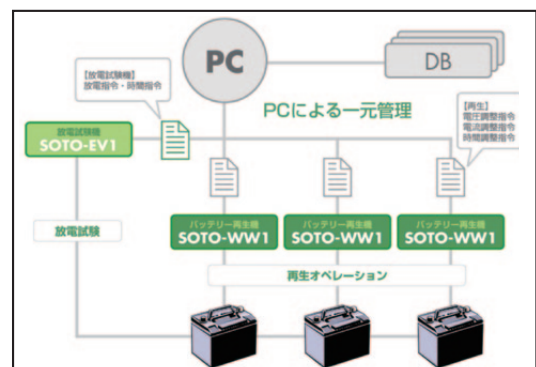 PC
DB
【放電試験機】
放電指令・時間指令
PCによる一元管理
【再生】
電圧調整指令
電流調整指令
時間調整指令
放電試験機
SOTO-EV1
バッテリー再生機
SOTO-WW1
バッテリー再生機
SOTO-WW1
バッテリー再生機
SOTO-WW1
放電試験
再生オペレーション